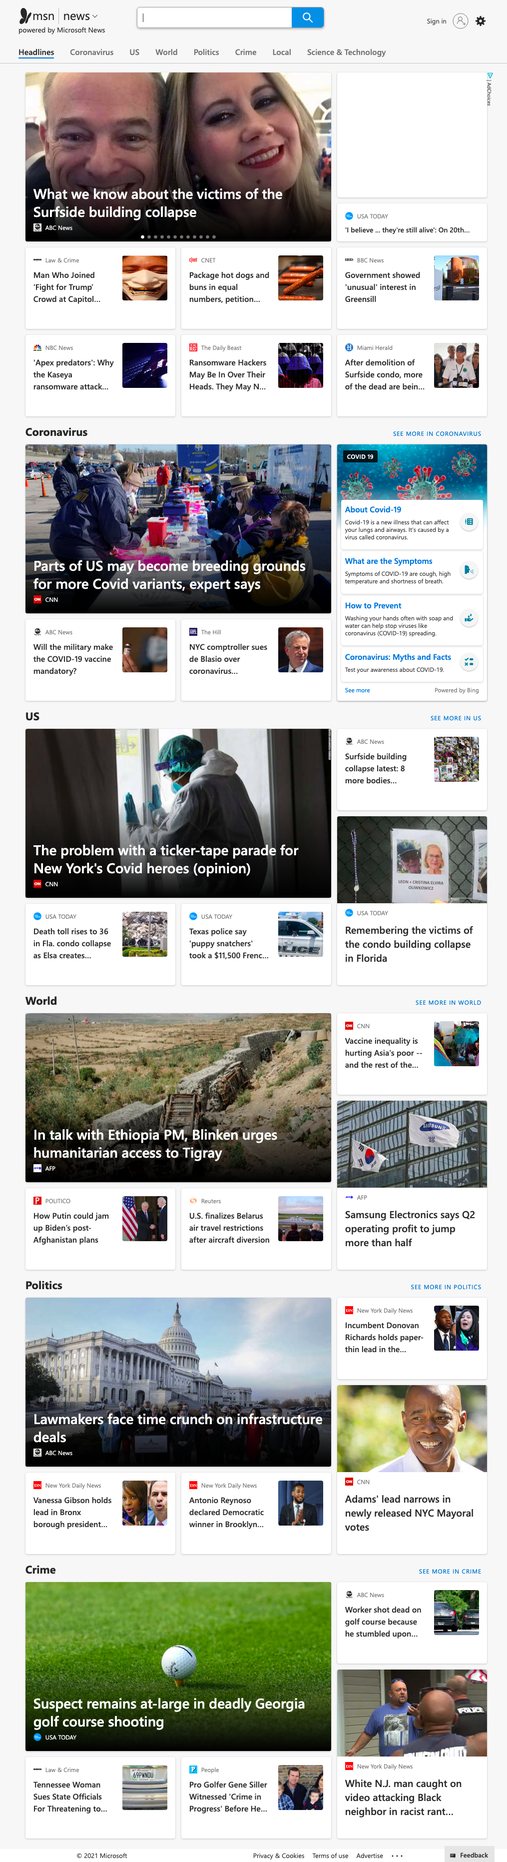 msn | news
powered by Microsoft News
Sign in
Headlines Coronavirus US World Politics Crime Local Science & Technology
What we know about the victims of the
Surfside building collapse
ABC News
AdChoices
USA TODAY
'I believe ... they're still alive': On 20th...
Law & Crime
Man Who Joined
'Fight for Trump'
Crowd at Capitol...
CNET
Package hot dogs and
buns in equal
numbers, petition...
BBC News
Government showed
'unusual' interest in
Greensill
NBC News
'Apex predators': Why
the Kaseya
ransomware attack...
The Daily Beast
Ransomware Hackers
May Be In Over Their
Heads. They May N...
Miami Herald
After demolition of
Surfside condo, more
of the dead are bein...
Coronavirus
SEE MORE IN CORONAVIRUS
Parts of US may become breeding grounds
for more Covid variants, expert says
CNN
COVID 19
About Covid-19
Covid-19 is a new illness that can affect
your lungs and airways. It's caused by a
virus called coronavirus.
What are the Symptoms
Symptoms of COVID-19 are cough, high
temperature and shortness of breath.
How to Prevent
Washing your hands often with soap and
water can help stop viruses like
coronavirus (COVID-19) spreading.
Coronavirus: Myths and Facts
Test your awareness about COVID-19.
See more
Powered by Bing
ABC News
Will the military make
the COVID-19 vaccine
mandatory?
The Hill
NYC comptroller sues
de Blasio over
coronavirus...
US
SEE MORE IN US
The problem with a ticker-tape parade for
New York's Covid heroes (opinion)
CNN
ABC News
Surfside building
collapse latest: 8
more bodies...
USA TODAY
Remembering the victims of
the condo building collapse
in Florida
USA TODAY
Death toll rises to 36
in Fla. condo collapse
as Elsa creates...
USA TODAY
Texas police say
'puppy snatchers'
took a $11,500 Frenc...
World
SEE MORE IN WORLD
In talk with Ethiopia PM, Blinken urges
humanitarian access to Tigray
AFP
CNN
Vaccine inequality is
hurting Asia's poor --
and the rest of the...
SAMSUNG
AFP
Samsung Electronics says Q2
operating profit to jump
more than half
POLITICO
How Putin could jam
up Biden's post-
Afghanistan plans
Reuters
U.S. finalizes Belarus
air travel restrictions
after aircraft diversion
Politics
SEE MORE IN POLITICS
Lawmakers face time crunch on infrastructure
deals
ABC News
New York Daily News
Incumbent Donovan
Richards holds paper-
thin lead in the...
CNN
Adams' lead narrows in
newly released NYC Mayoral
votes
New York Daily News
Vanessa Gibson holds
lead in Bronx
borough president...
New York Daily News
Antonio Reynoso
declared Democratic
winner in Brooklyn...
Crime
SEE MORE IN CRIME
Suspect remains at-large in deadly Georgia
golf course shooting
USA TODAY
ABC News
Worker shot dead on
golf course because
he stumbled upon...
New York Daily News
White N.J. man caught on
video attacking Black
neighbor in racist rant...
Law & Crime
Tennessee Woman
Sues State Officials
For Threatening to...
People
Pro Golfer Gene Siller
Witnessed 'Crime in
Progress' Before He...
© 2021 Microsoft
Privacy & Cookies Terms of use Advertise ...
Feedback